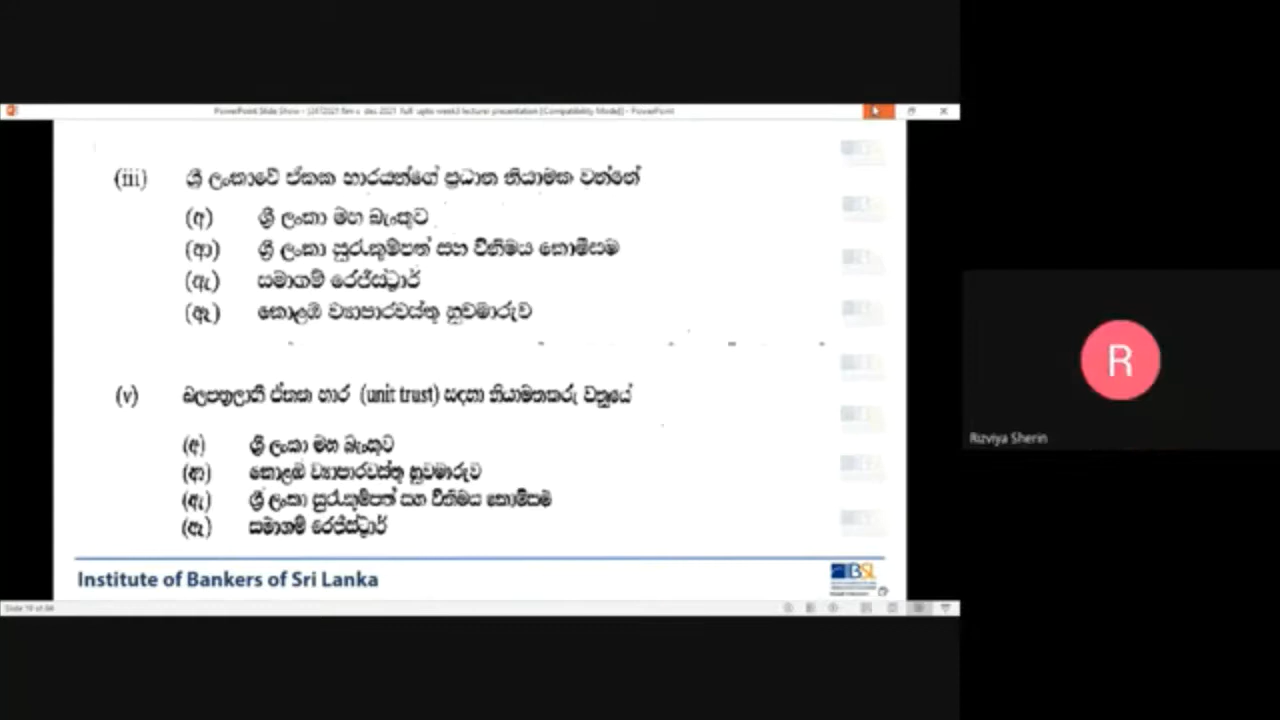 (iii) ශ්‍රී ලංකාවේ ඒකක භාරයන්ගේ ප්‍රධාන නියාමක වන්නේ
(අ) ශ්‍රී ලංකා මහ බැංකුව
(ආ) ශ්‍රී ලංකා සුරැකුම්පත් සහ විනිමය කොමිසම
(ඇ) සමාගම් රෙජිස්ට්‍රාර්
(ඈ) කොළඹ ව්‍යාපාරවස්තු හුවමාරුව
(v) බලපත්‍රලාභී ඒකක භාර (unit trust) සඳහා නියාමකකරු වනුයේ
(අ) ශ්‍රී ලංකා මහ බැංකුව
(ආ) කොළඹ ව්‍යාපාරවස්තු හුවමාරුව
(ඇ) ශ්‍රී ලංකා සුරැකුම්පත් සහ විනිමය කොමිසම
(ඈ) සමාගම් රෙජිස්ට්‍රාර්
Institute of Bankers of Sri Lanka
IBSL
R
Rizviya Sherin